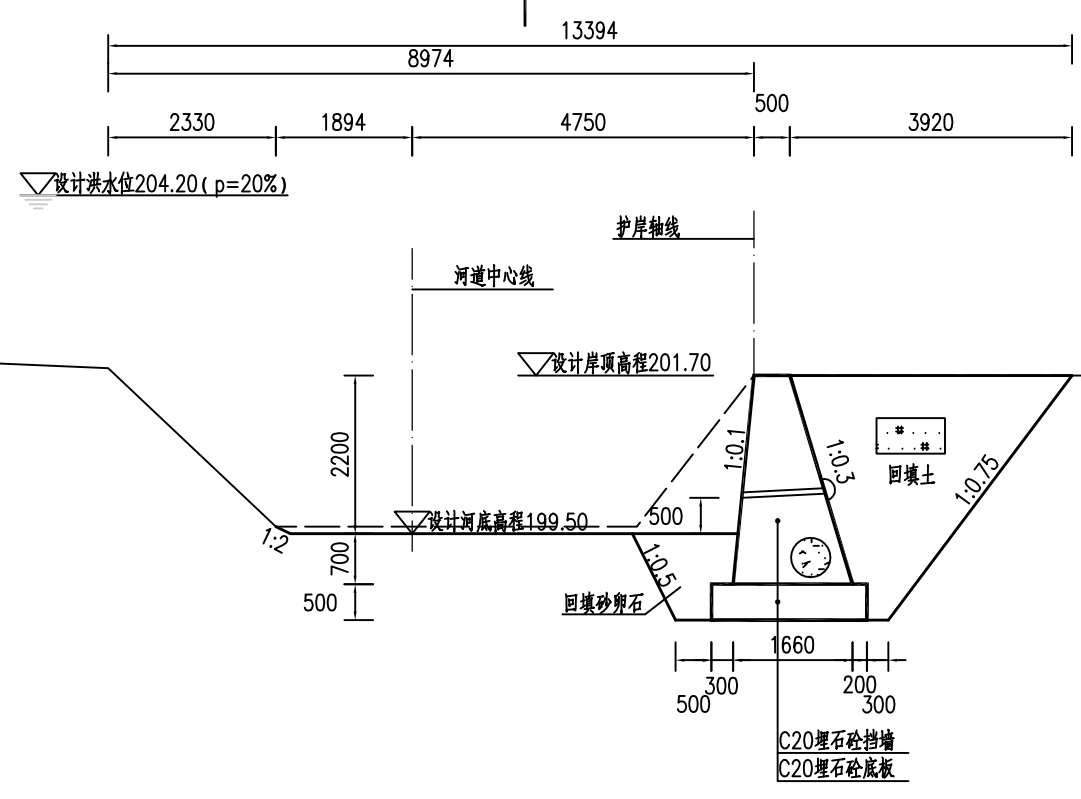 13394
8974
500
2330
1894
4750
3920
设计洪水位204.20(p=20%)
护岸轴线
河道中心线
设计岸顶高程201.70
2200
1:0.1
1:0.3
回填土
1:0.75
500
设计河底高程199.50
1:2
700
1:0.5
500
回填砂卵石
1660
300
200
500
300
C20埋石砼挡墙
C20埋石砼底板